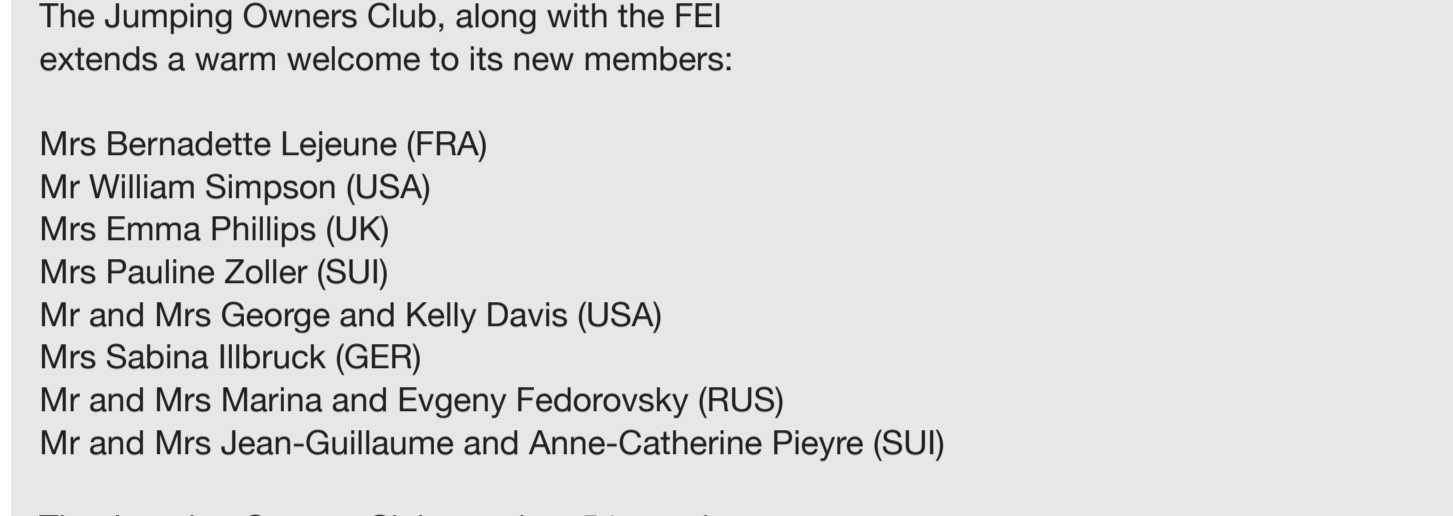 The Jumping Owners Club, along with the FEI
extends a warm welcome to its new members:
Mrs Bernadette Lejeune (FRA)
Mr William Simpson (USA)
Mrs Emma Phillips (UK)
Mrs Pauline Zoller (SUI)
Mr and Mrs George and Kelly Davis (USA)
Mrs Sabina Illbruck (GER)
Mr and Mrs Marina and Evgeny Fedorovsky (RUS)
Mr and Mrs Jean-Guillaume and Anne-Catherine Pieyre (SUI)